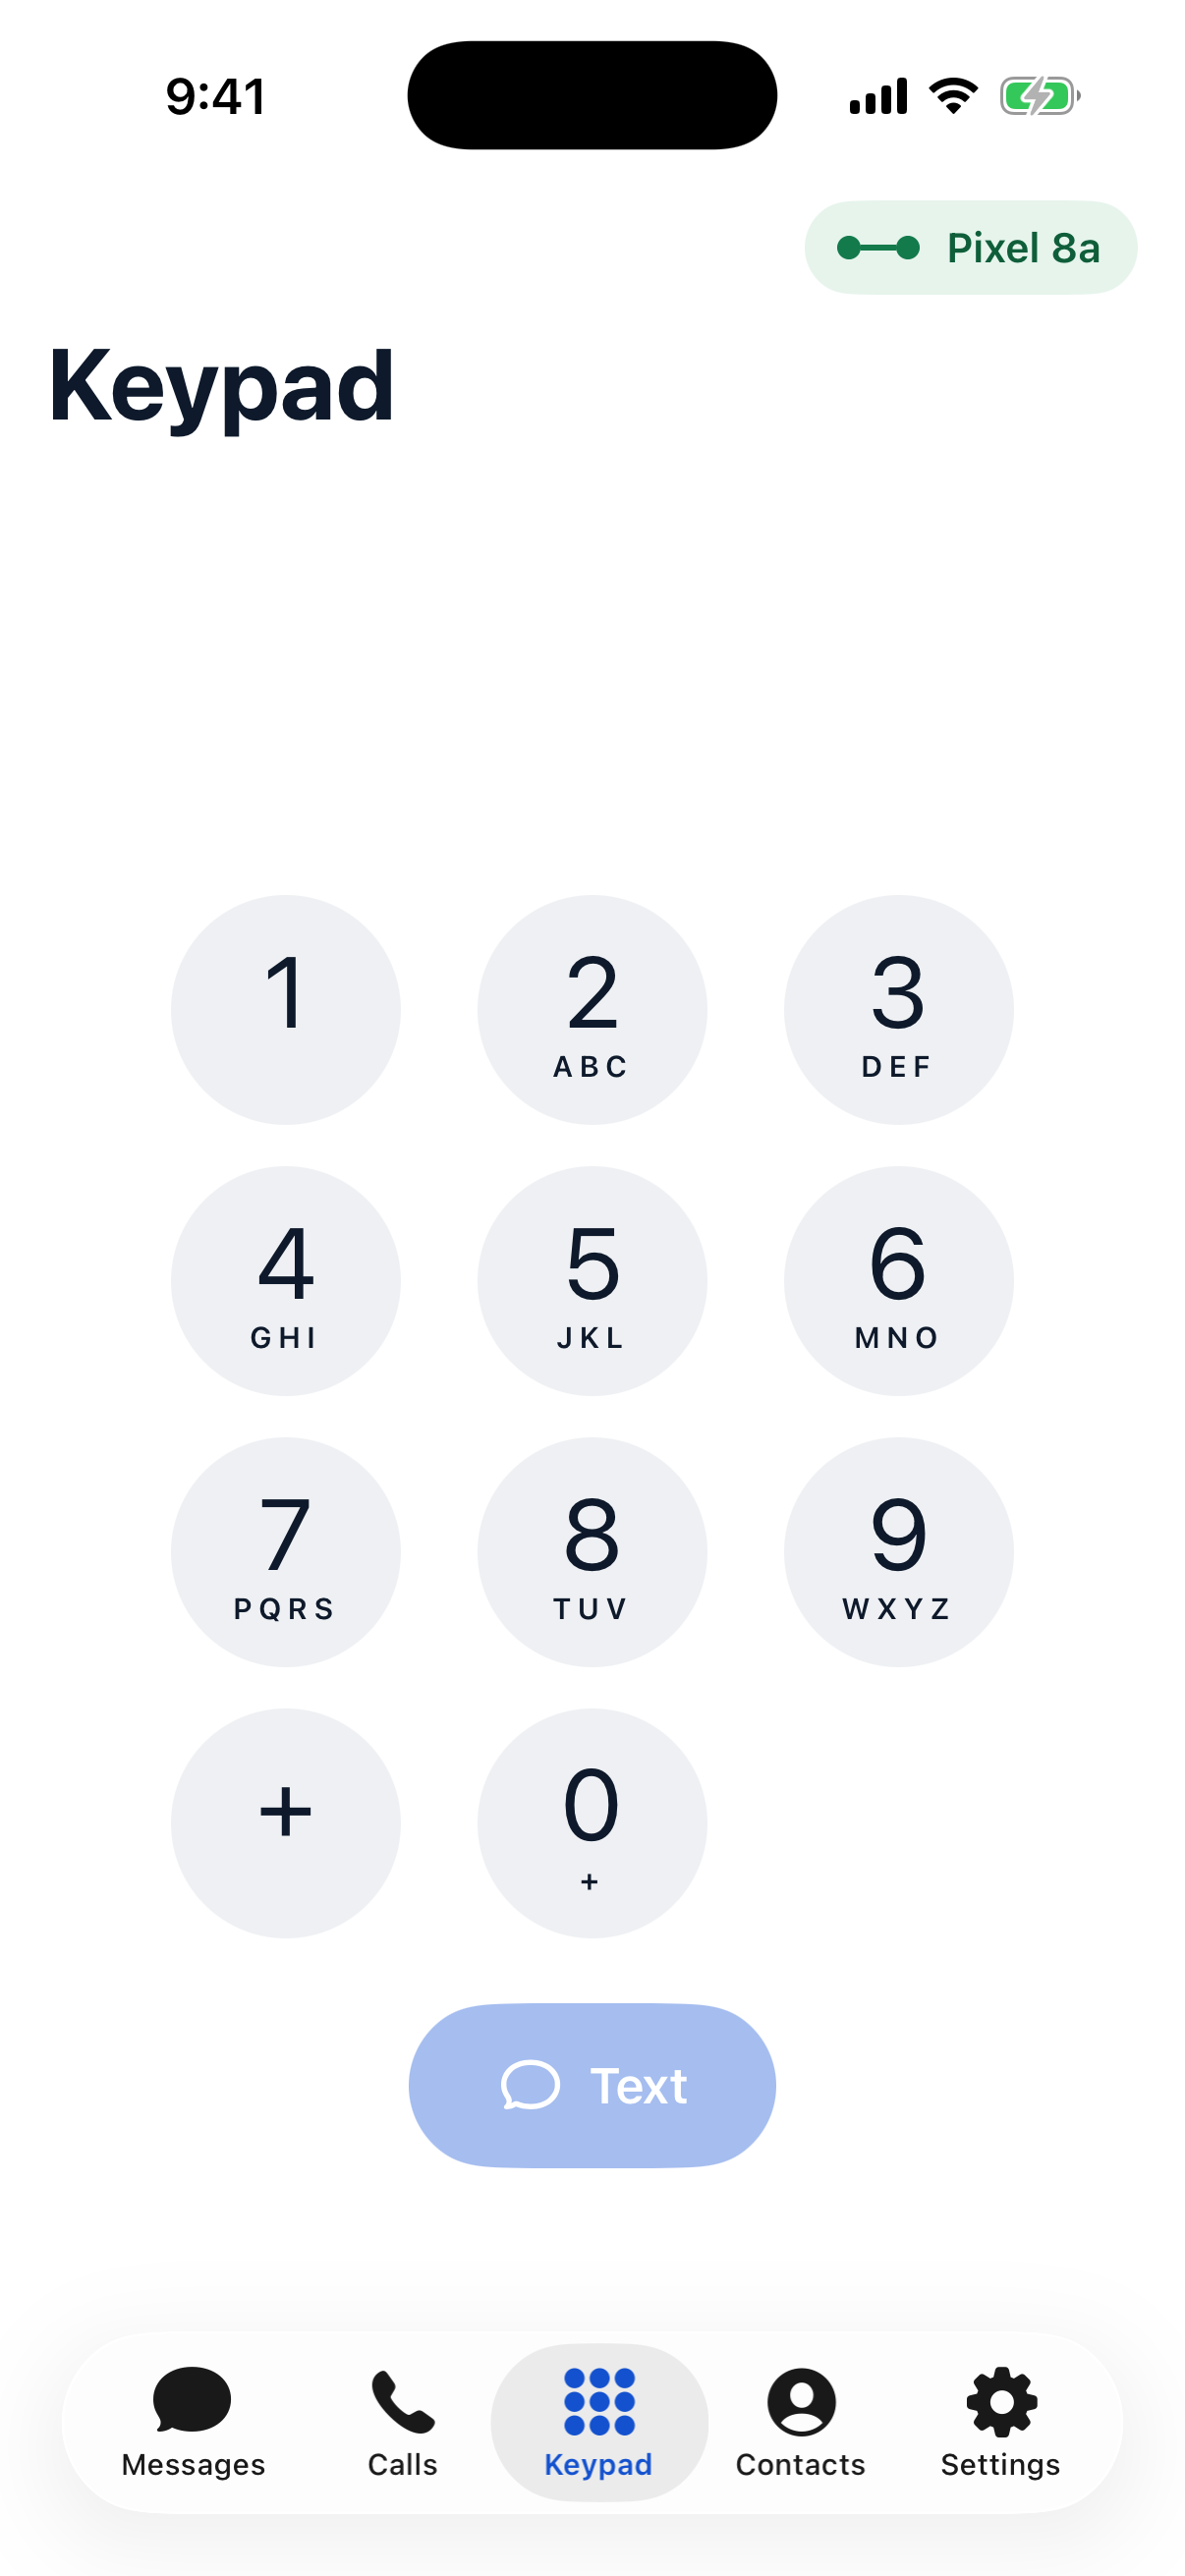 9:41
Pixel 8a
Keypad
1 2 3
ABC DEF
4 5 6
GHI JKL MNO
7 8 9
PQRS TUV WXYZ
+ 0
+
Text
Messages Calls Keypad Contacts Settings